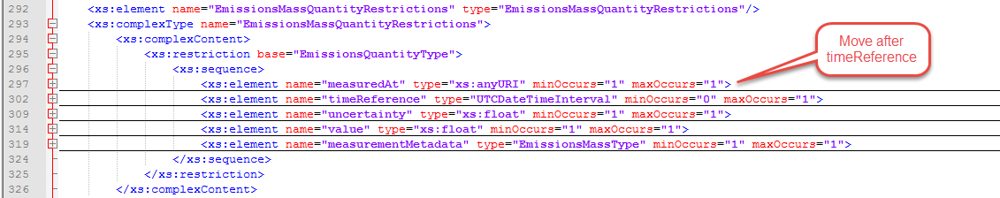 292 <xs:element name="EmissionsMassQuantityRestrictions" type="EmissionsMassQuantityRestrictions"/>
293 <xs:complexType name="EmissionsMassQuantityRestrictions">
294 <xs:complexContent>
295 <xs:restriction base="EmissionsQuantityType">
296 <xs:sequence>
297 <xs:element name="measuredAt" type="xs:anyURI" minOccurs="1" maxOccurs="1">
Move after
timeReference
302 <xs:element name="timeReference" type="UTCDateTimeInterval" minOccurs="0" maxOccurs="1">
309 <xs:element name="uncertainty" type="xs:float" minOccurs="1" maxOccurs="1">
314 <xs:element name="value" type="xs:float" minOccurs="1" maxOccurs="1">
319 <xs:element name="measurementMetadata" type="EmissionsMassType" minOccurs="1" maxOccurs="1">
324 </xs:sequence>
325 </xs:restriction>
326 </xs:complexContent>